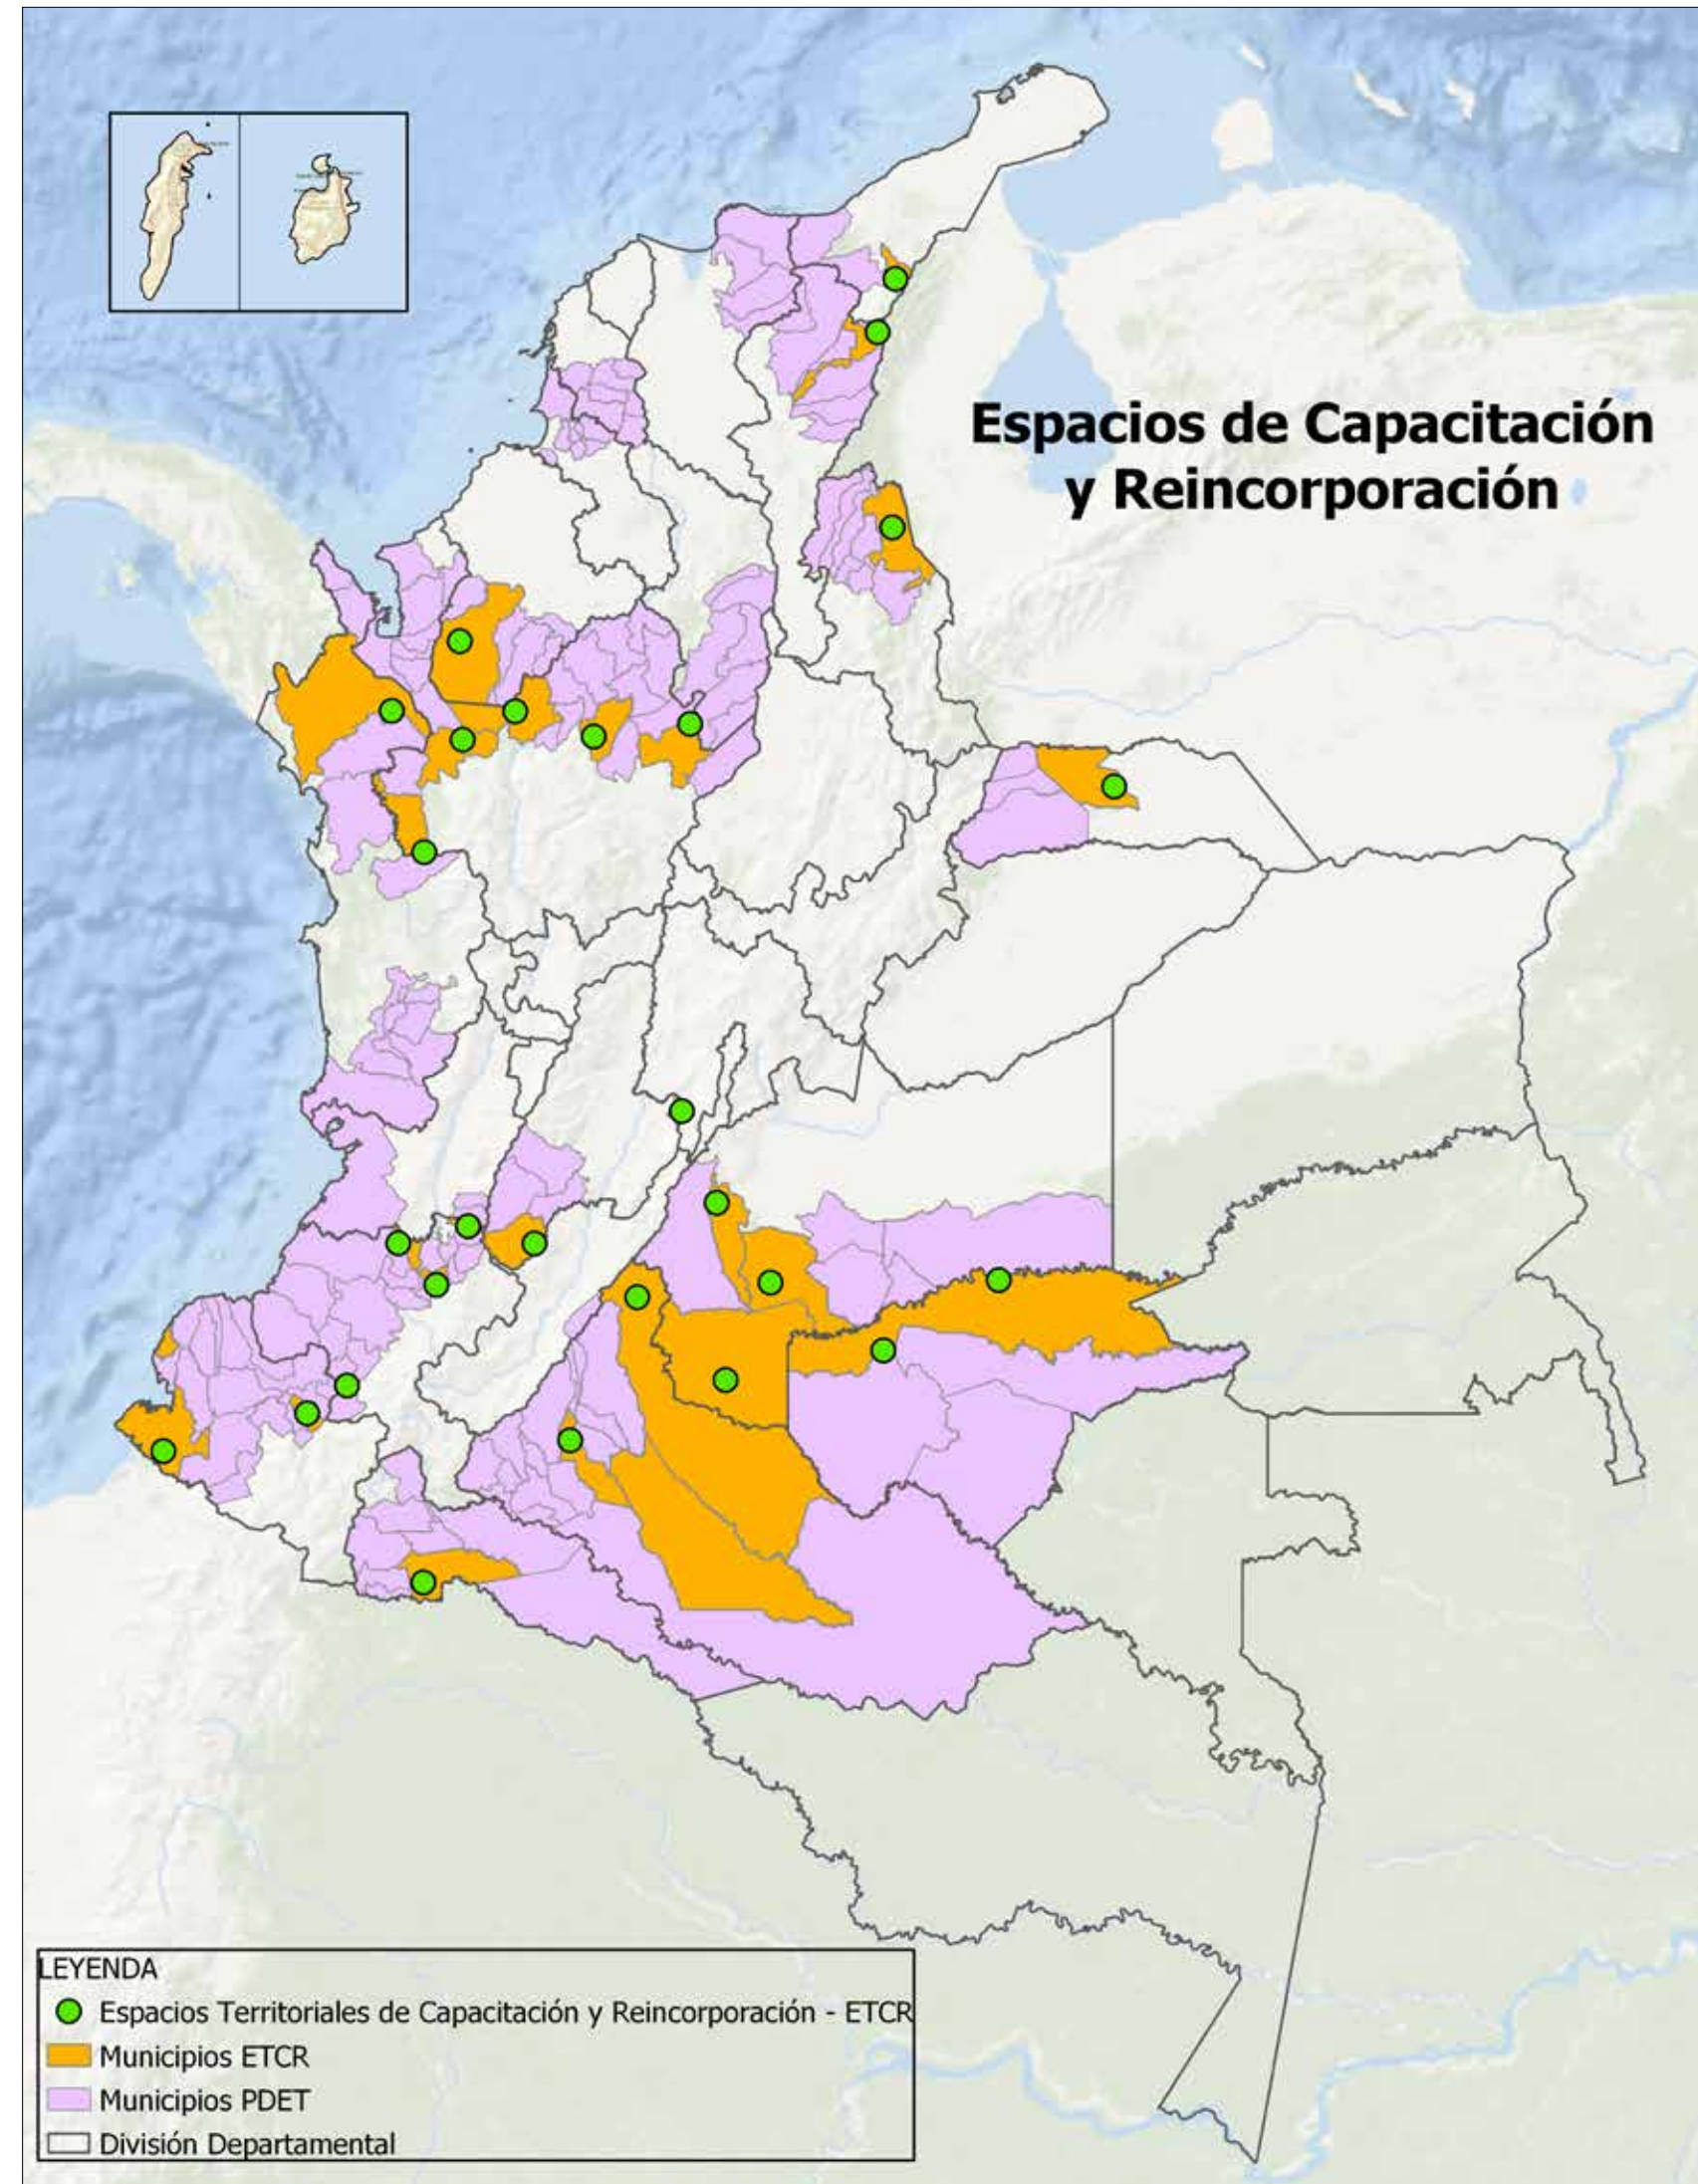 Espacios de Capacitación
y Reincorporación
LEYENDA
Espacios Territoriales de Capacitación y Reincorporación - ETCR
Municipios ETCR
Municipios PDET
División Departamental